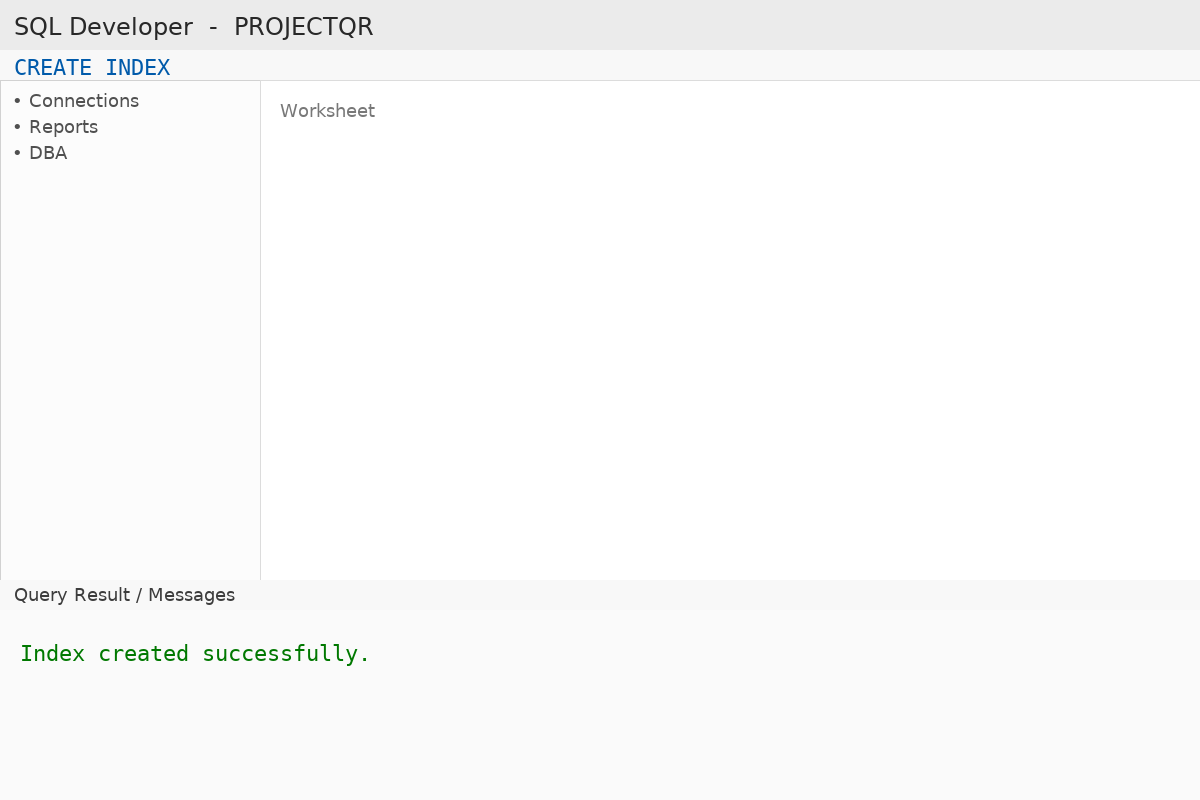 SQL Developer - PROJECTQR
CREATE INDEX
• Connections
• Reports
• DBA
Worksheet
Query Result / Messages
Index created successfully.